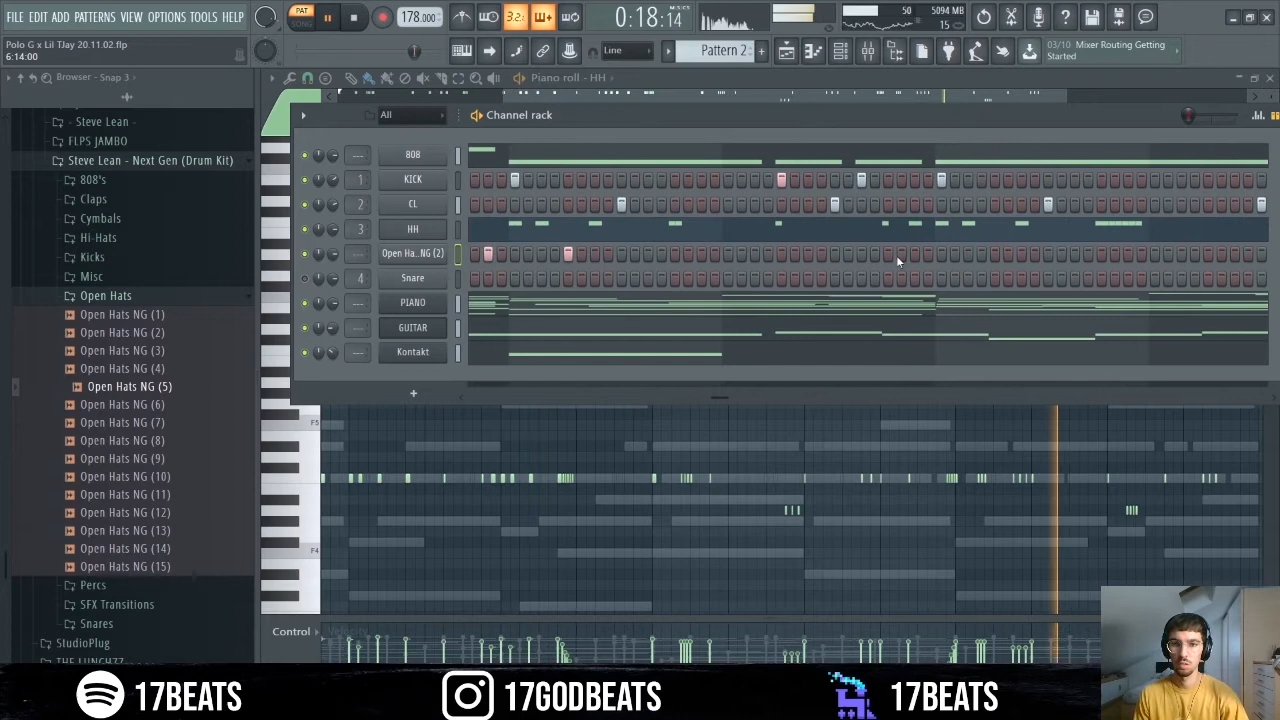 FILE EDIT ADD PATTERNS VIEW OPTIONS TOOLS HELP
PAT
SONG
178.000
3.2.
0:18:14
50
5094 MB
15
Polo G x Lil TJay 20.11.02.flp
6:14:00
Line
Pattern 2
03/10 Mixer Routing Getting
Started
Browser - Snap 3
Piano roll - HH
- Steve Lean -
FLPS JAMBO
Steve Lean - Next Gen (Drum Kit)
808's
Claps
Cymbals
Hi-Hats
Kicks
Misc
Open Hats
Open Hats NG (1)
Open Hats NG (2)
Open Hats NG (3)
Open Hats NG (4)
Open Hats NG (5)
Open Hats NG (6)
Open Hats NG (7)
Open Hats NG (8)
Open Hats NG (9)
Open Hats NG (10)
Open Hats NG (11)
Open Hats NG (12)
Open Hats NG (13)
Open Hats NG (14)
Open Hats NG (15)
Percs
SFX Transitions
Snares
StudioPlug
All
Channel rack
808
1 KICK
2 CL
3 HH
Open Ha..NG (2)
4 Snare
PIANO
GUITAR
Kontakt
F5
F4
Control
17BEATS
17GODBEATS
17BEATS